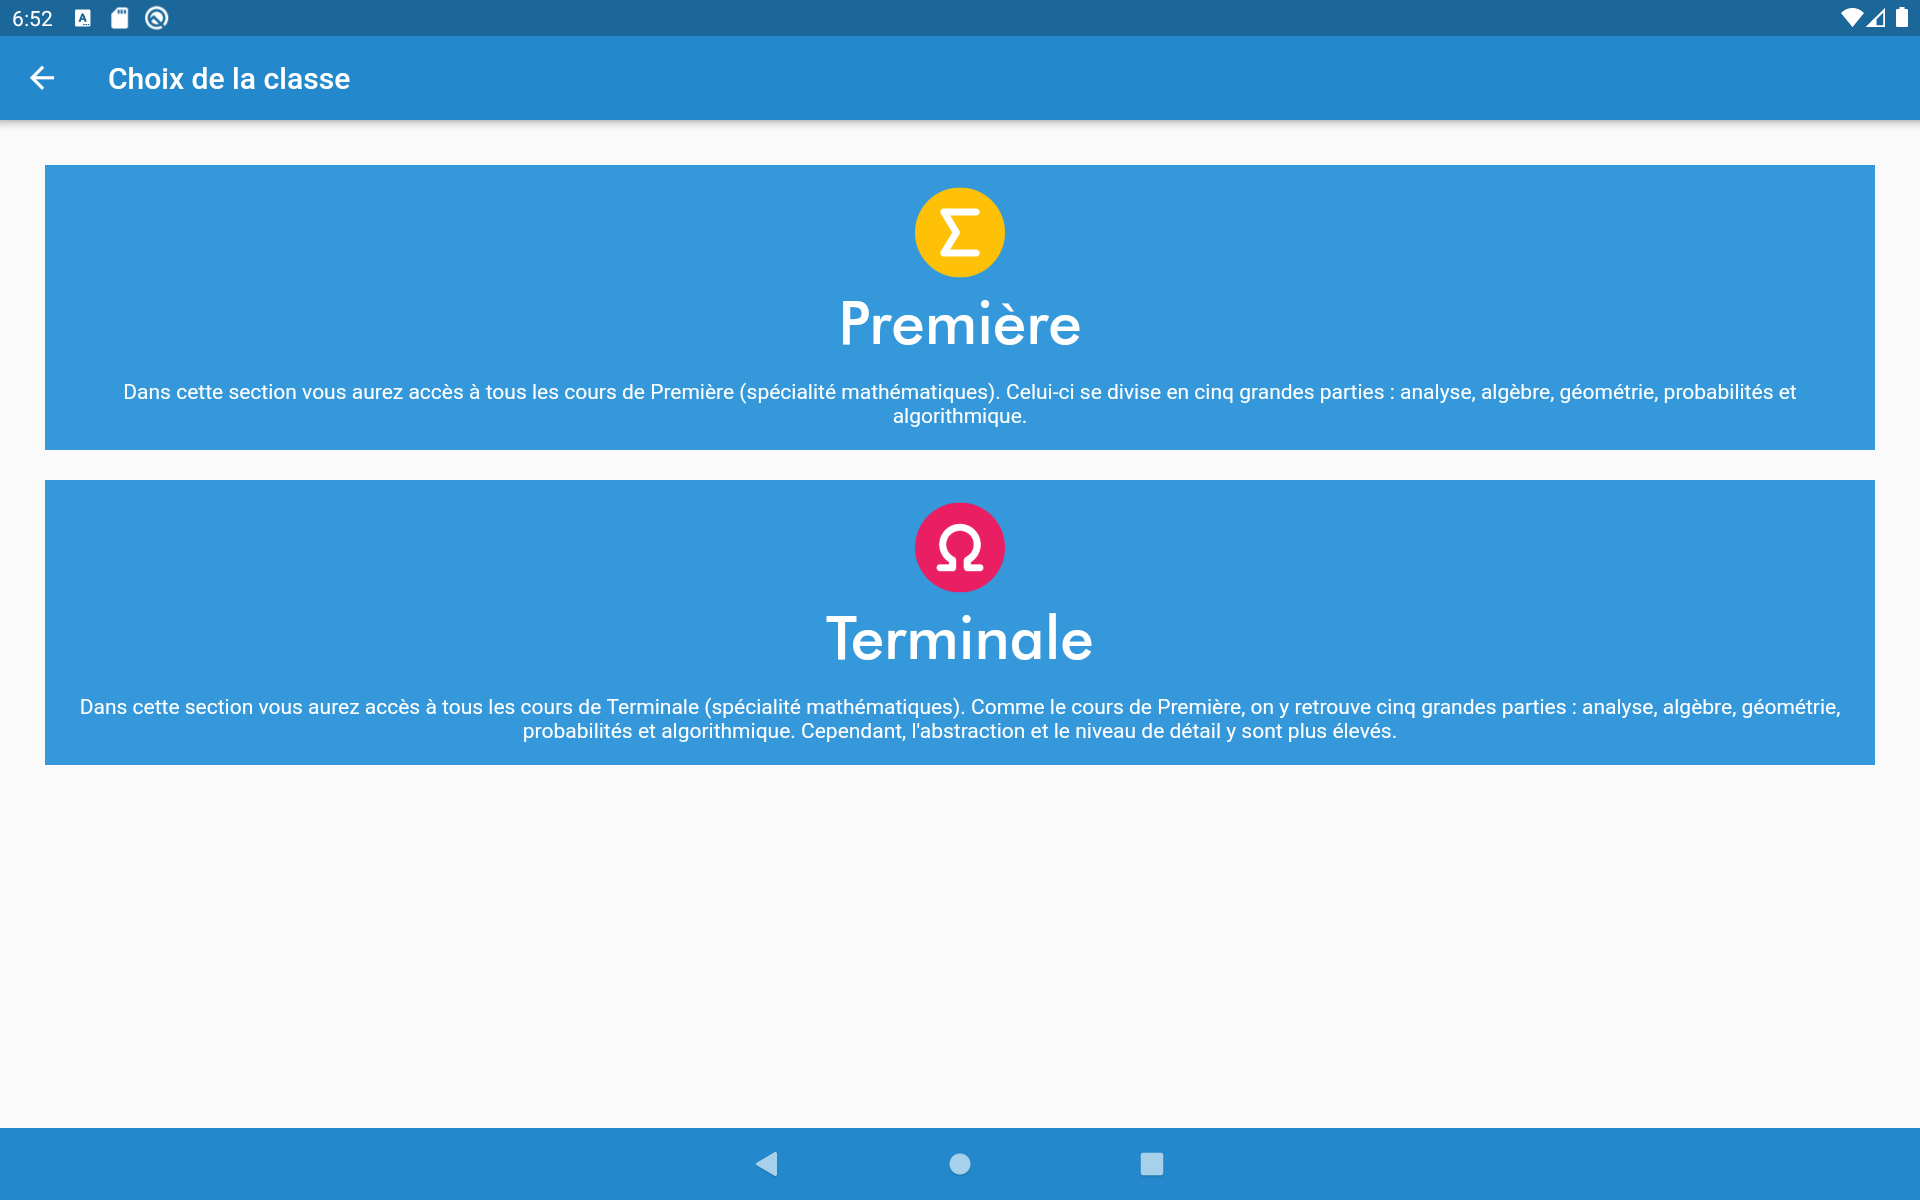 6:52
Choix de la classe
Σ
Première
Dans cette section vous aurez accès à tous les cours de Première (spécialité mathématiques). Celui-ci se divise en cinq grandes parties : analyse, algèbre, géométrie, probabilités et
algorithmique.
Ω
Terminale
Dans cette section vous aurez accès à tous les cours de Terminale (spécialité mathématiques). Comme le cours de Première, on y retrouve cinq grandes parties : analyse, algèbre, géométrie,
probabilités et algorithmique. Cependant, l'abstraction et le niveau de détail y sont plus élevés.